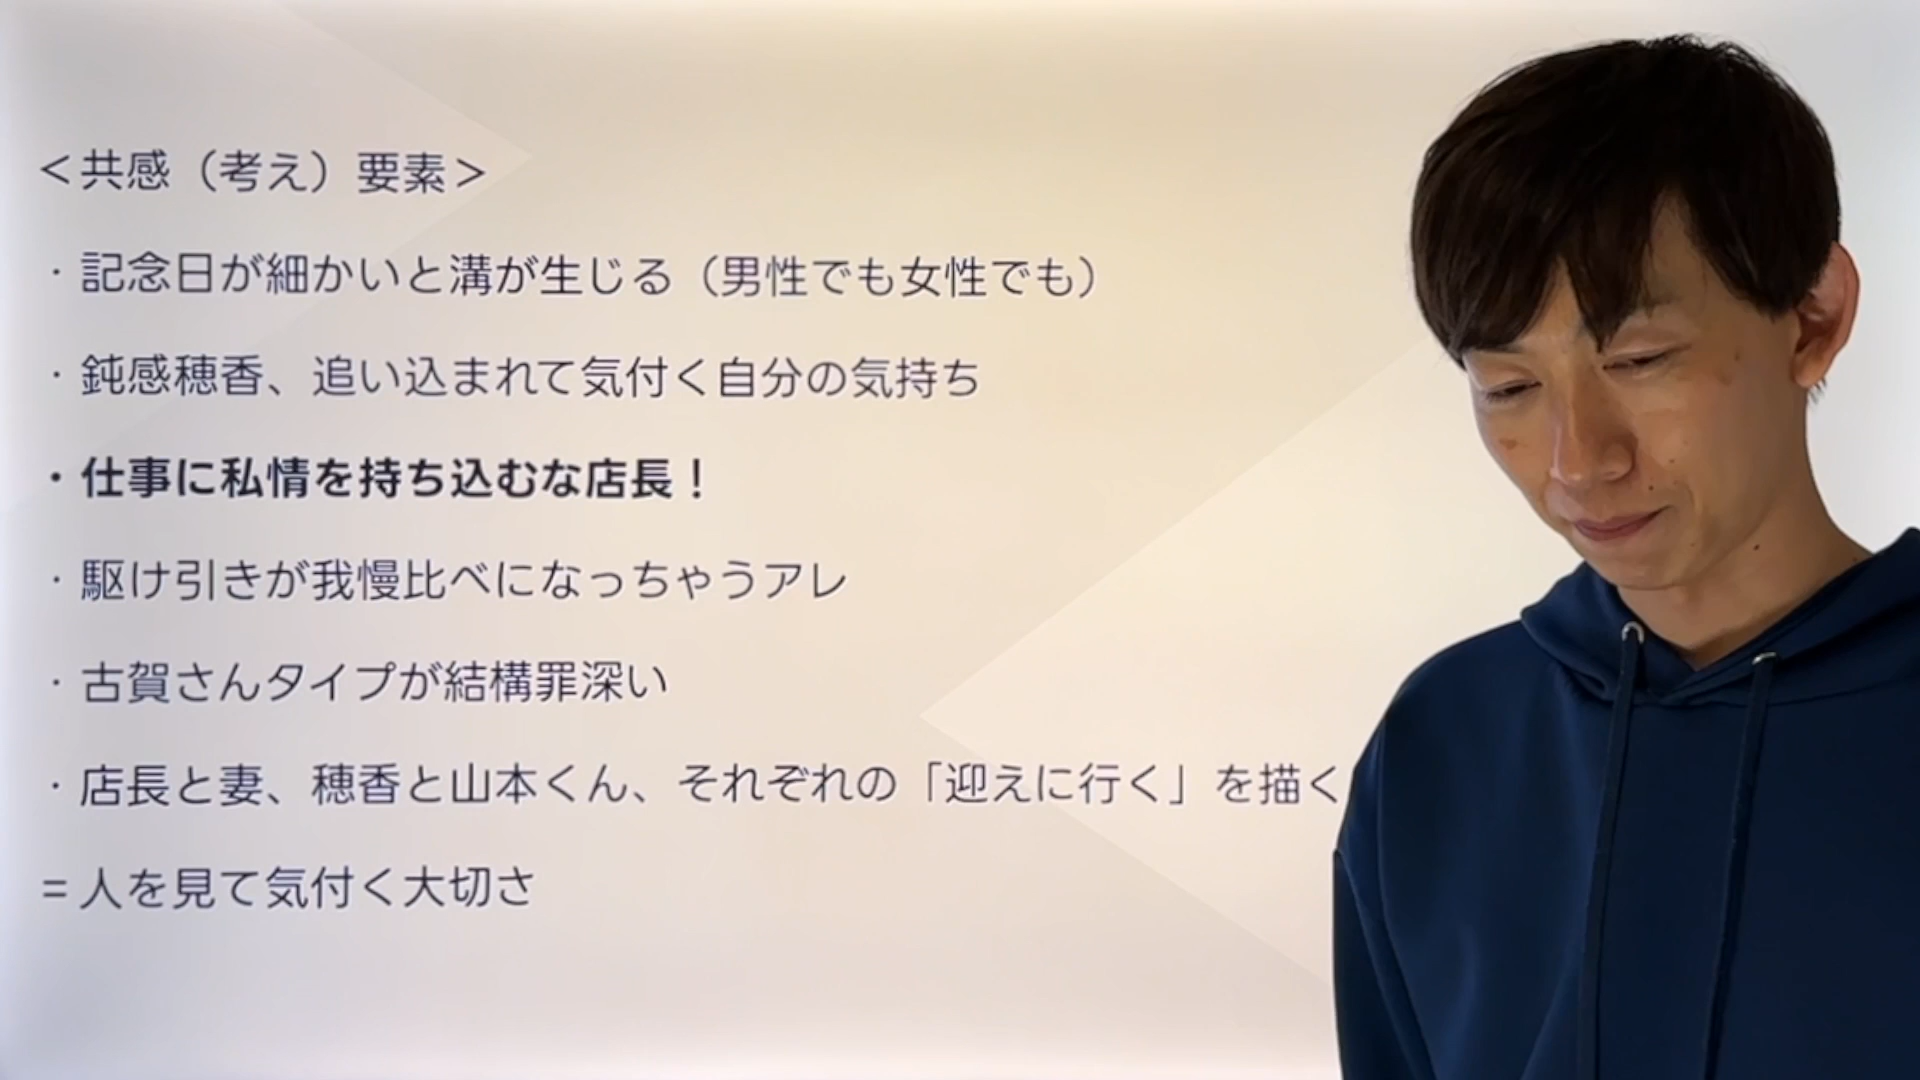 ＜共感（考え）要素＞
・記念日が細かいと溝が生じる（男性でも女性でも）
・鈍感穂香、追い込まれて気付く自分の気持ち
・仕事に私情を持ち込むな店長！
・駆け引きが我慢比べになっちゃうアレ
・古賀さんタイプが結構罪深い
・店長と妻、穂香と山本くん、それぞれの「迎えに行く」を描く
＝人を見て気付く大切さ